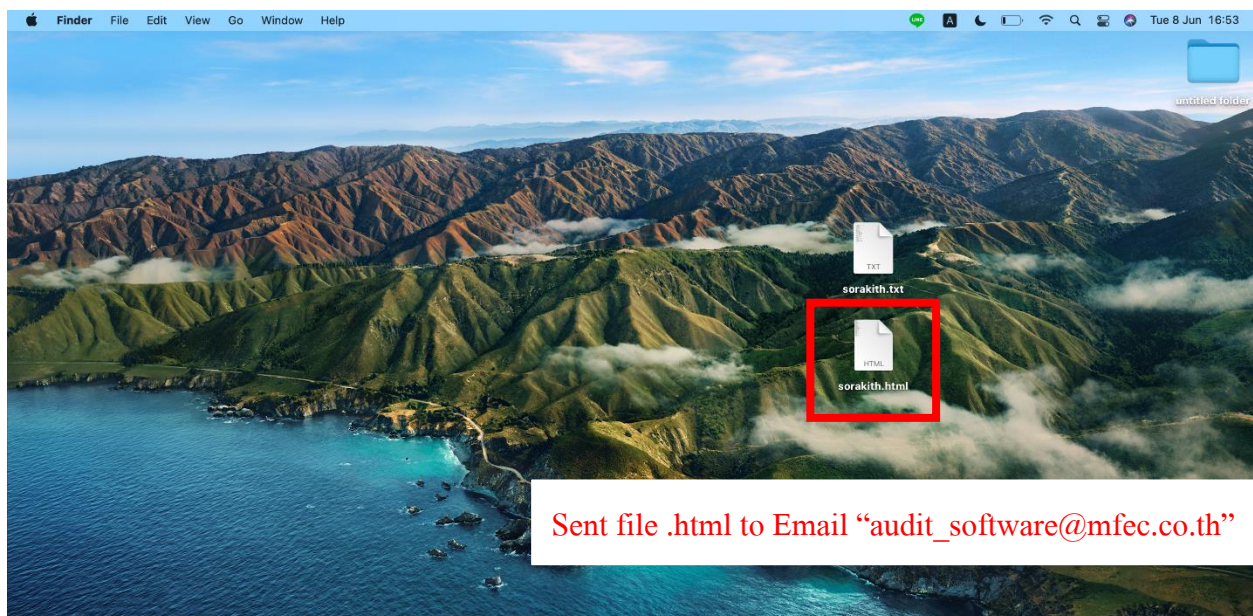 Finder File Edit View Go Window Help LINE A Tue 8 Jun 16:53
untitled folder
TXT
sorakith.txt
HTML
sorakith.html
Sent file .html to Email “audit_software@mfec.co.th”